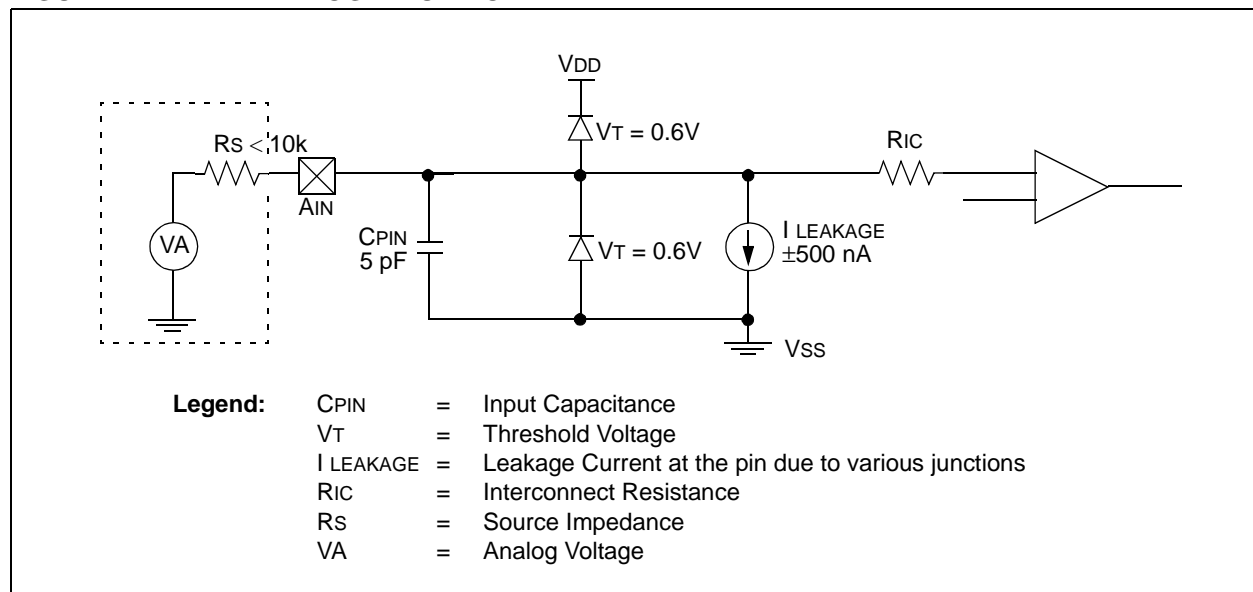 VDD
VT = 0.6V
RS < 10k
RIC
AIN
VA
CPIN
5 pF
VT = 0.6V
I LEAKAGE
±500 nA
VSS
Legend:
CPIN = Input Capacitance
VT = Threshold Voltage
I LEAKAGE = Leakage Current at the pin due to various junctions
RIC = Interconnect Resistance
RS = Source Impedance
VA = Analog Voltage